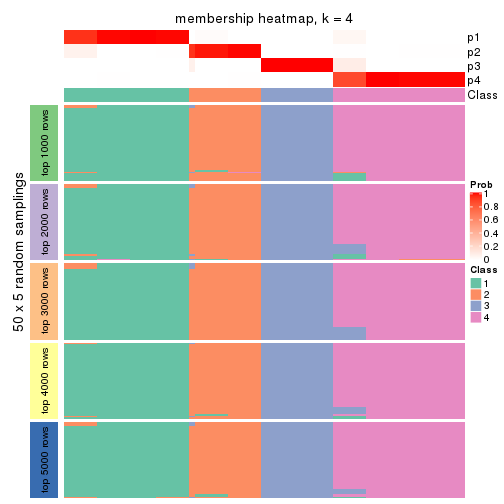 membership heatmap, k = 4
p1
p2
p3
p4
Class
50 x 5 random samplings
top 1000 rows
top 2000 rows
top 3000 rows
top 4000 rows
top 5000 rows
Prob
1
0.8
0.6
0.4
0.2
0
Class
1
2
3
4